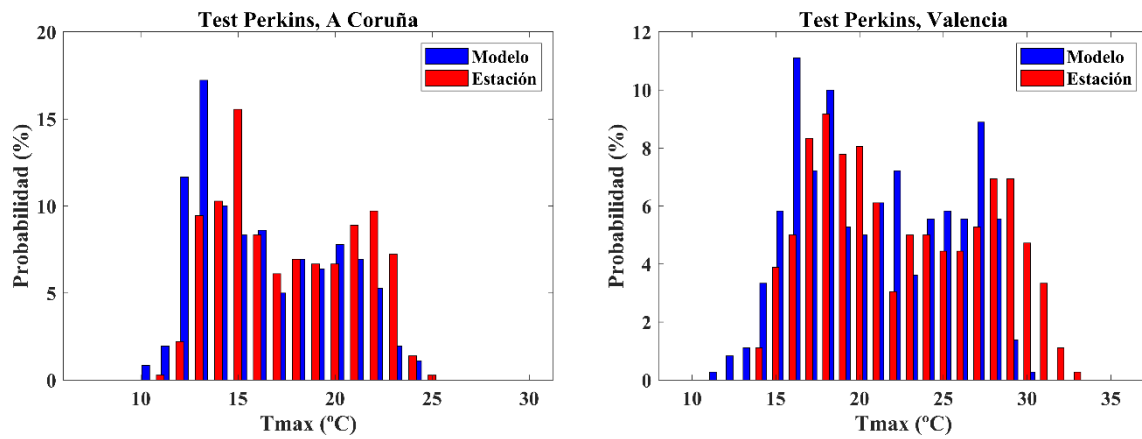 Test Perkins, A Coruña
20
15
10
5
0
Probabilidad (%)
Modelo
Estación
10 15 20 25 30
Tmax (ºC)
Test Perkins, Valencia
12
10
8
6
4
2
0
Probabilidad (%)
Modelo
Estación
10 15 20 25 30 35
Tmax (ºC)